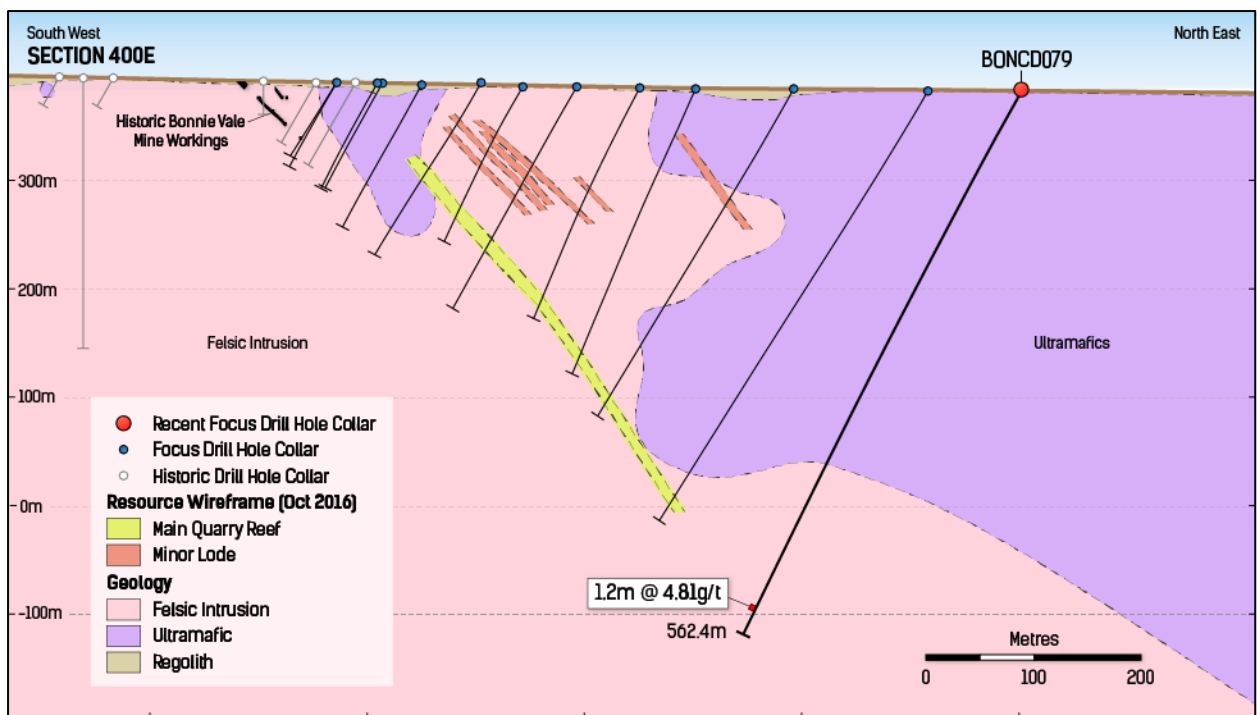 South West
SECTION 400E
North East
BONCD079
Historic Bonnie Vale
Mine Workings
300m
200m
Felsic Intrusion
Ultramafics
100m
Recent Focus Drill Hole Collar
Focus Drill Hole Collar
Historic Drill Hole Collar
Resource Wireframe (Oct 2016)
0m
Main Quarry Reef
Minor Lode
Geology
Felsic Intrusion
Ultramafic
Regolith
1.2m @ 4.81g/t
-100m
562.4m
Metres
0 100 200